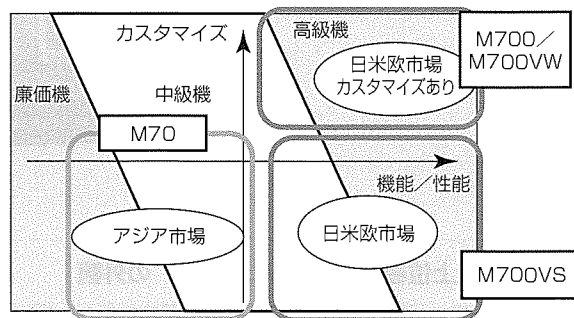 カスタマイズ
高級機
M700／
M700VW
日米欧市場
カスタマイズあり
廉価機
中級機
M70
機能／性能
アジア市場
日米欧市場
M700VS